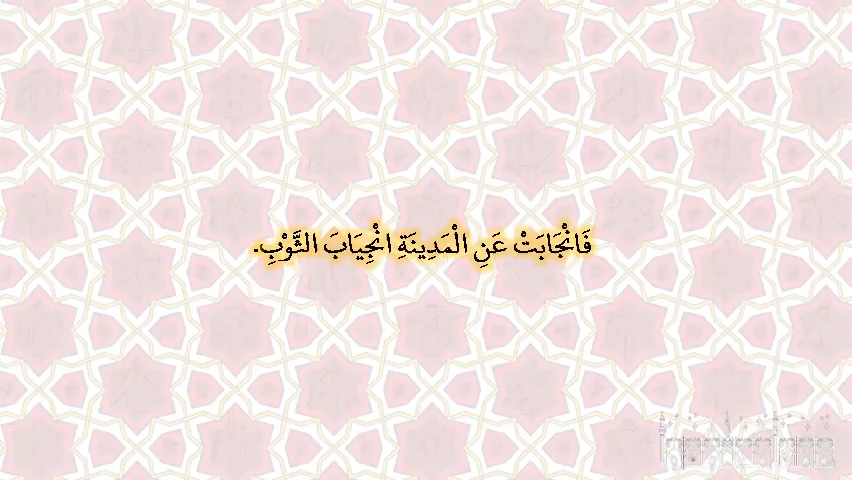 فَانْجَابَتْ عَنِ الْمَدِينَةِ انْجِيَابَ الثَّوْبِ.